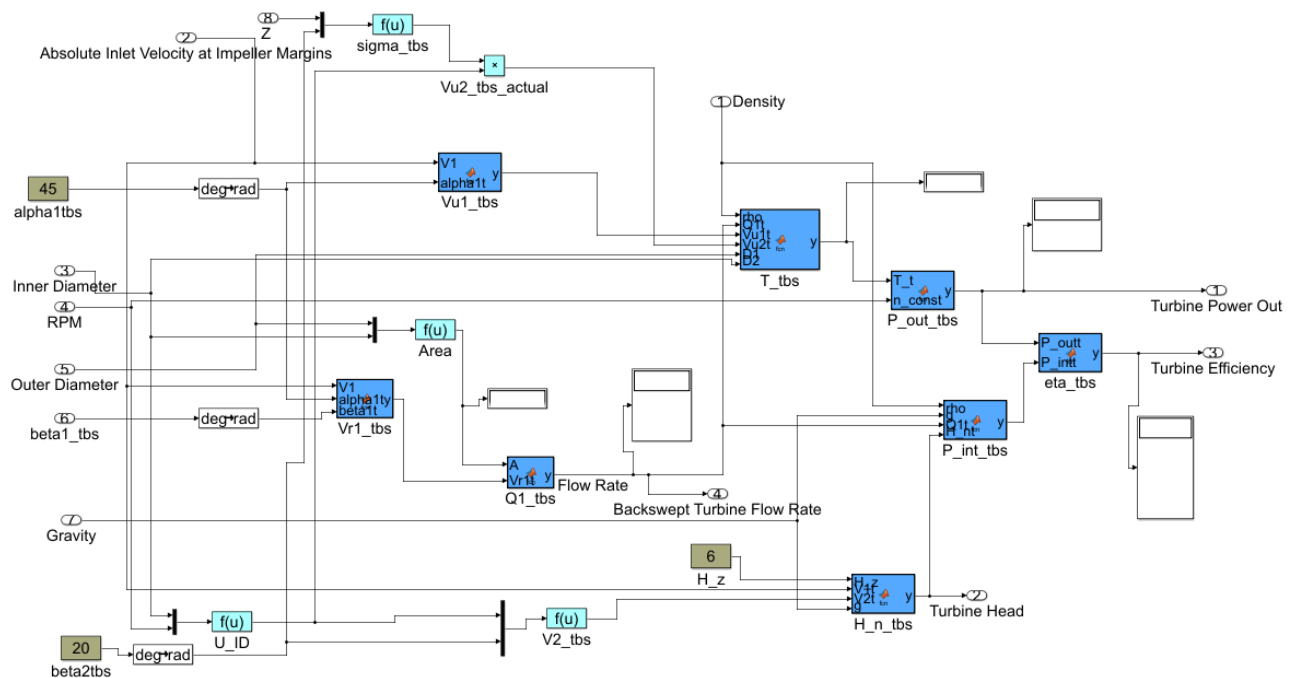 8
Z
f(u)
sigma_tbs
2
Absolute Inlet Velocity at Impeller Margins
×
Vu2_tbs_actual
1
Density
V1
alpha1t
y
Vu1_tbs
45
alpha1tbs
deg→rad
rho
Q1t
Vu1t
Vu2t
D1
D2
fcn
y
T_tbs
3
Inner Diameter
4
RPM
T_t
n_const
y
P_out_tbs
1
Turbine Power Out
f(u)
Area
5
Outer Diameter
P_outt
P_intt
y
eta_tbs
3
Turbine Efficiency
V1
alpha1ty
beta1t
Vr1_tbs
6
beta1_tbs
deg→rad
rho
g
Q1t
H_nt
y
P_int_tbs
A
Vr1t
y
Q1_tbs
Flow Rate
4
Backswept Turbine Flow Rate
7
Gravity
6
H_z
H_z
V1t
V2t
g
fcn
y
H_n_tbs
2
Turbine Head
f(u)
U_ID
f(u)
V2_tbs
20
beta2tbs
deg→rad